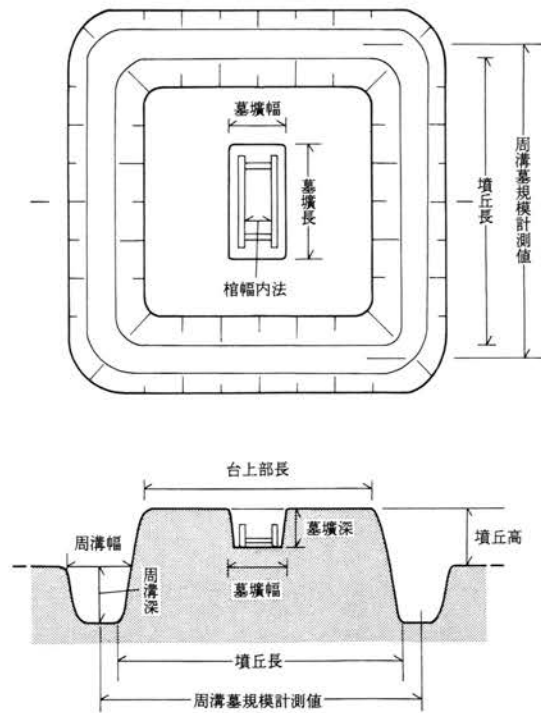 墓壙幅
墓壙長
棺幅内法
墳丘長
周溝墓規模計測値
台上部長
墓壙深
墳丘高
周溝幅
周溝深
墓壙幅
墳丘長
周溝墓規模計測値